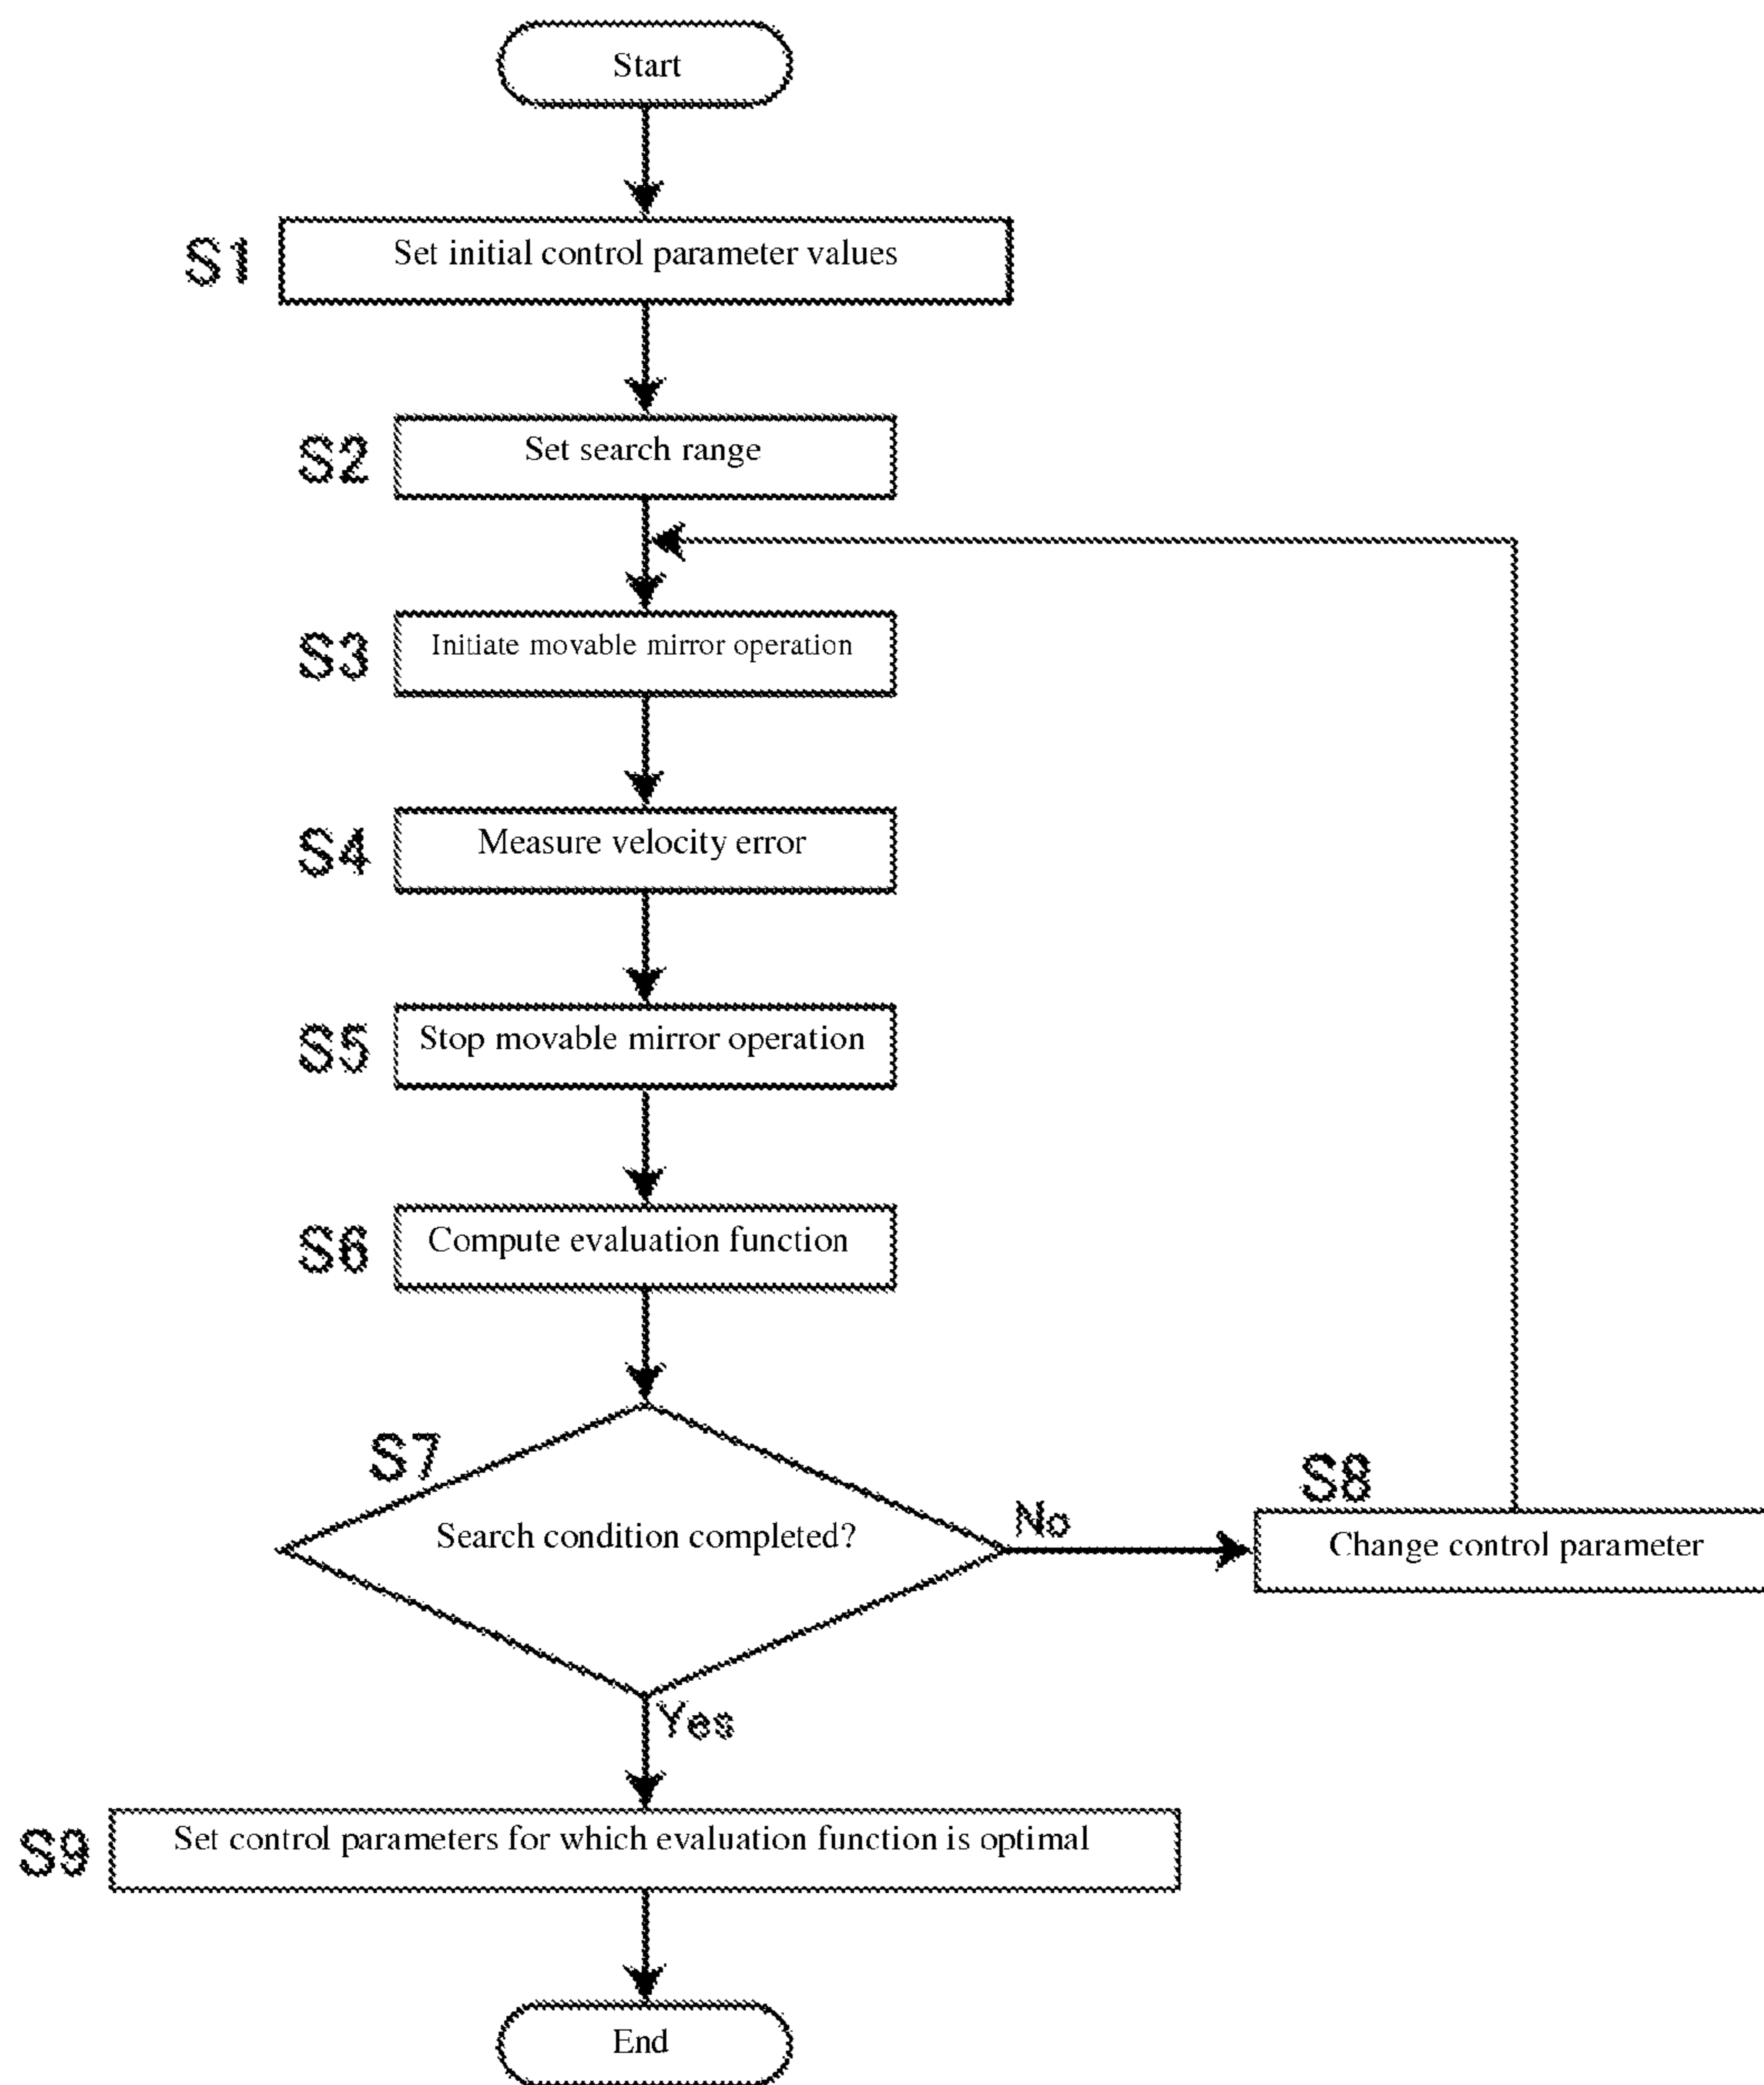 Start
S1
Set initial control parameter values
S2
Set search range
S3
Initiate movable mirror operation
S4
Measure velocity error
S5
Stop movable mirror operation
S6
Compute evaluation function
S7
Search condition completed?
No
S8
Change control parameter
Yes
S9
Set control parameters for which evaluation function is optimal
End